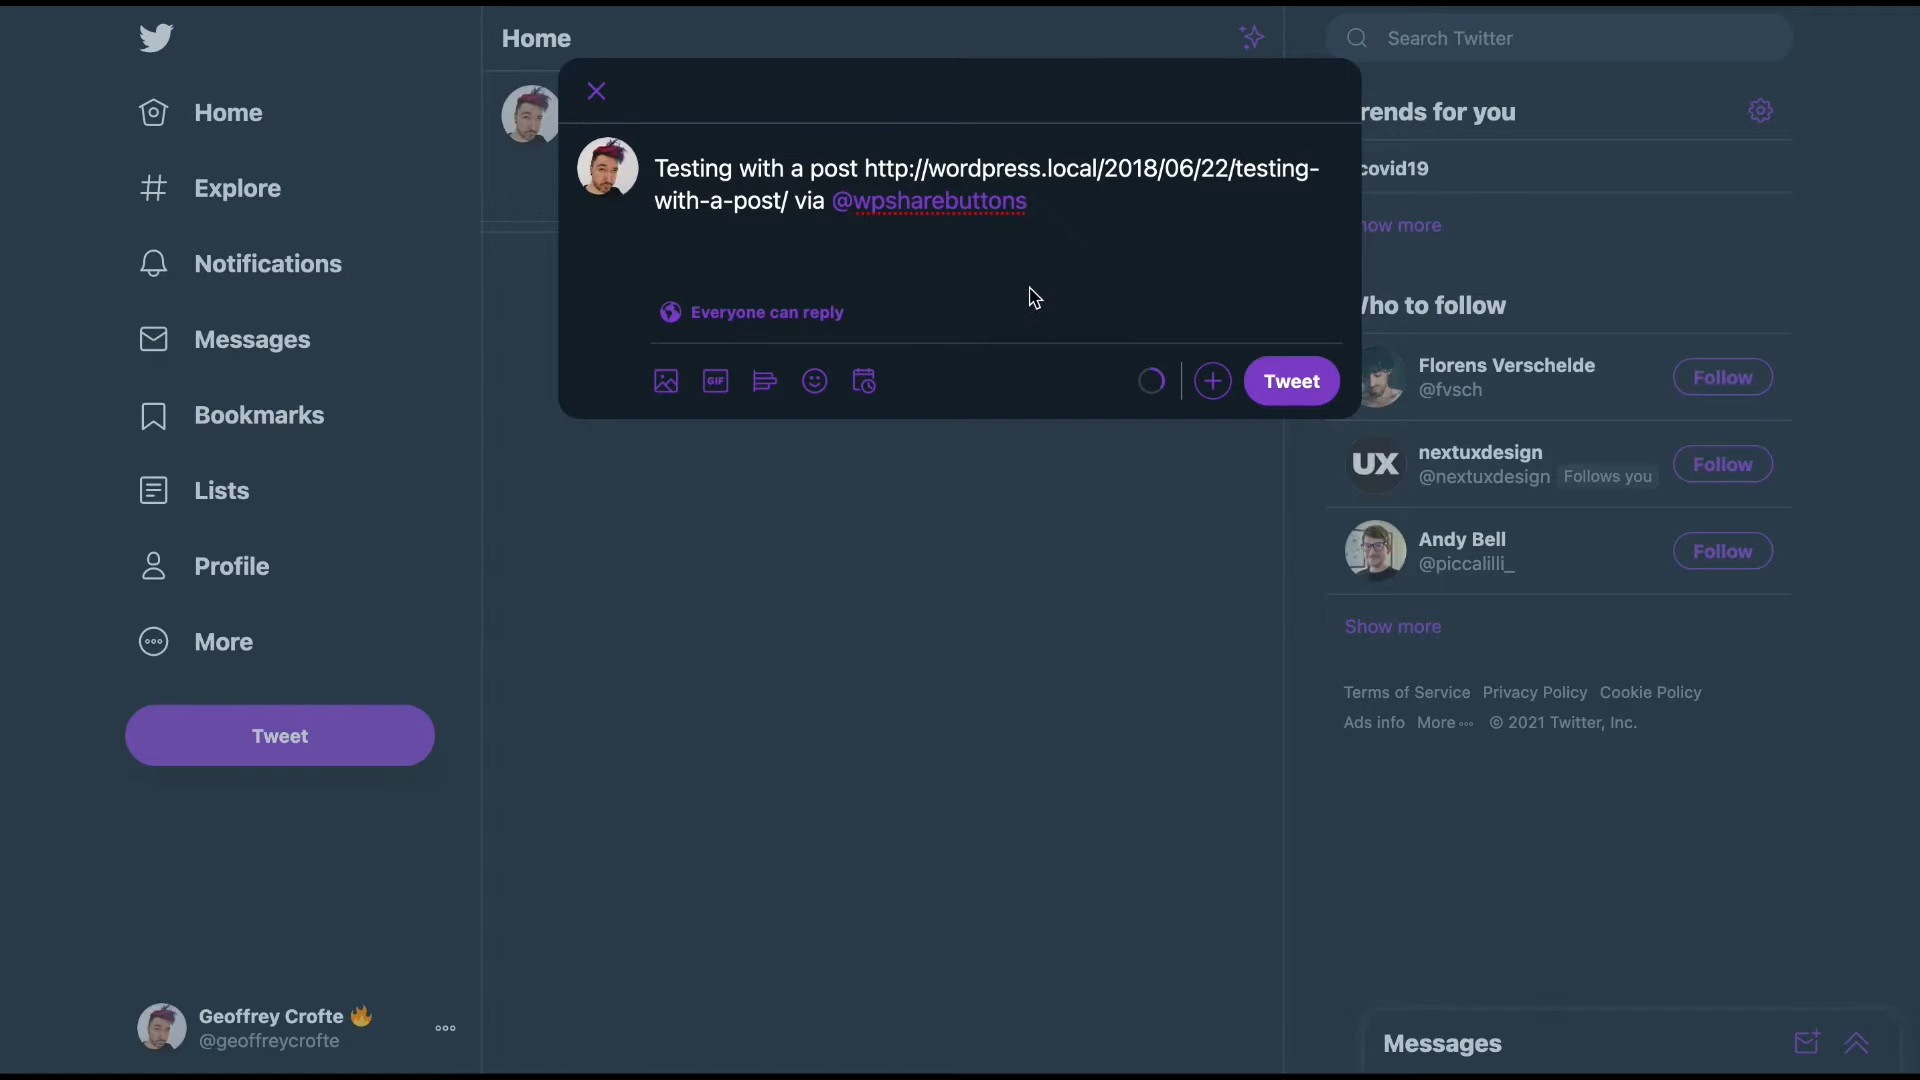 Home
Explore
Notifications
Messages
Bookmarks
Lists
Profile
More
Tweet
Geoffrey Crofte 🔥
@geoffreycrofte
Home
Testing with a post http://wordpress.local/2018/06/22/testing-
with-a-post/ via @wpsharebuttons
Everyone can reply
GIF
Tweet
Search Twitter
rends for you
covid19
how more
Who to follow
Florens Verschelde
@fvsch
Follow
UX
nextuxdesign
@nextuxdesign Follows you
Follow
Andy Bell
@piccalilli_
Follow
Show more
Terms of Service Privacy Policy Cookie Policy
Ads info More © 2021 Twitter, Inc.
Messages